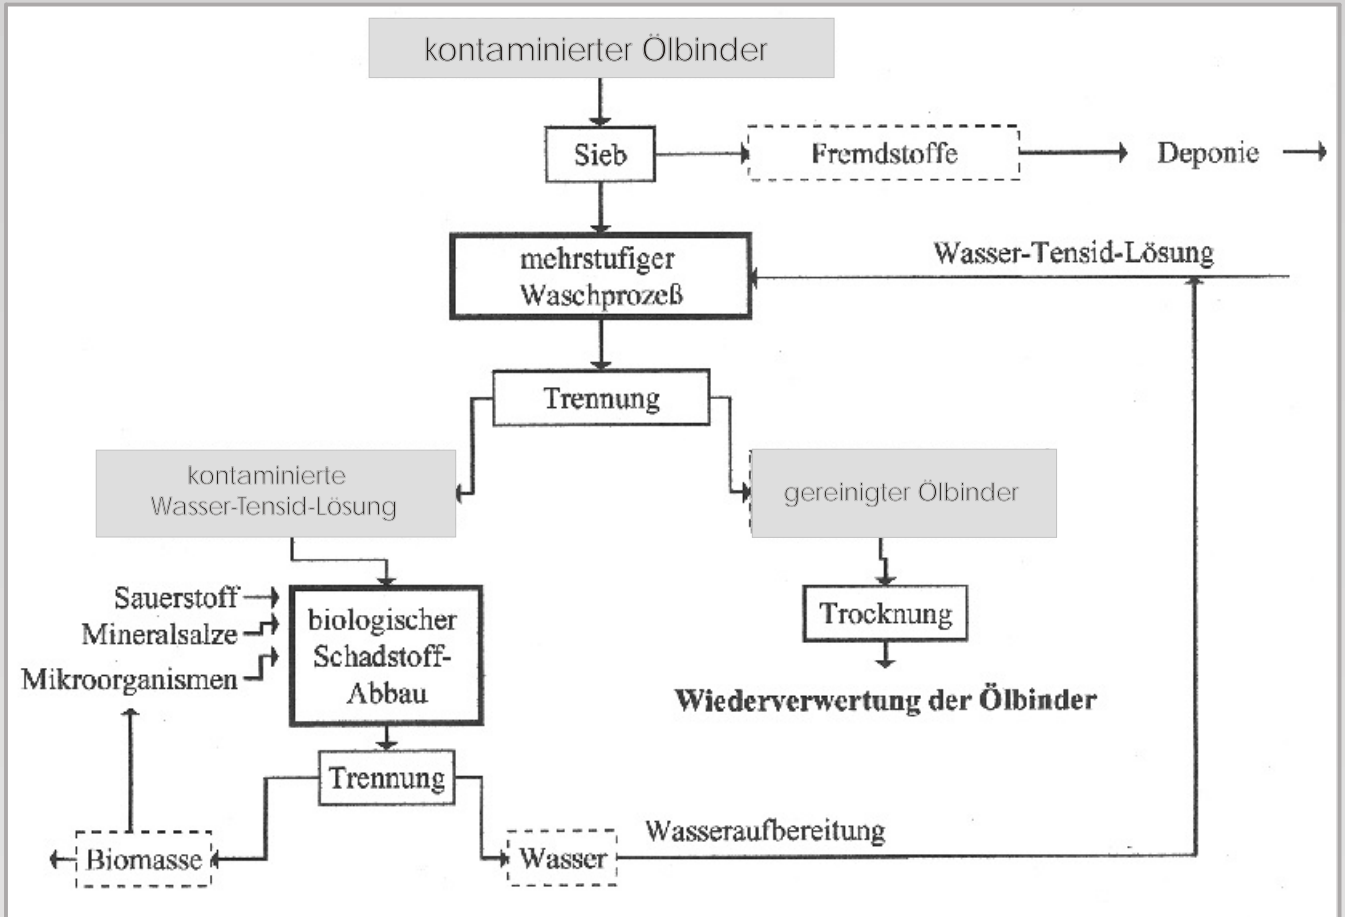 kontaminierter Ölbinder
Sieb
Fremdstoffe
Deponie
mehrstufiger
Waschprozeß
Wasser-Tensid-Lösung
Trennung
kontaminierte
Wasser-Tensid-Lösung
gereinigter Ölbinder
Sauerstoff
Mineralsalze
Mikroorganismen
biologischer
Schadstoff-
Abbau
Trocknung
Wiederverwertung der Ölbinder
Trennung
Biomasse
Wasser
Wasseraufbereitung